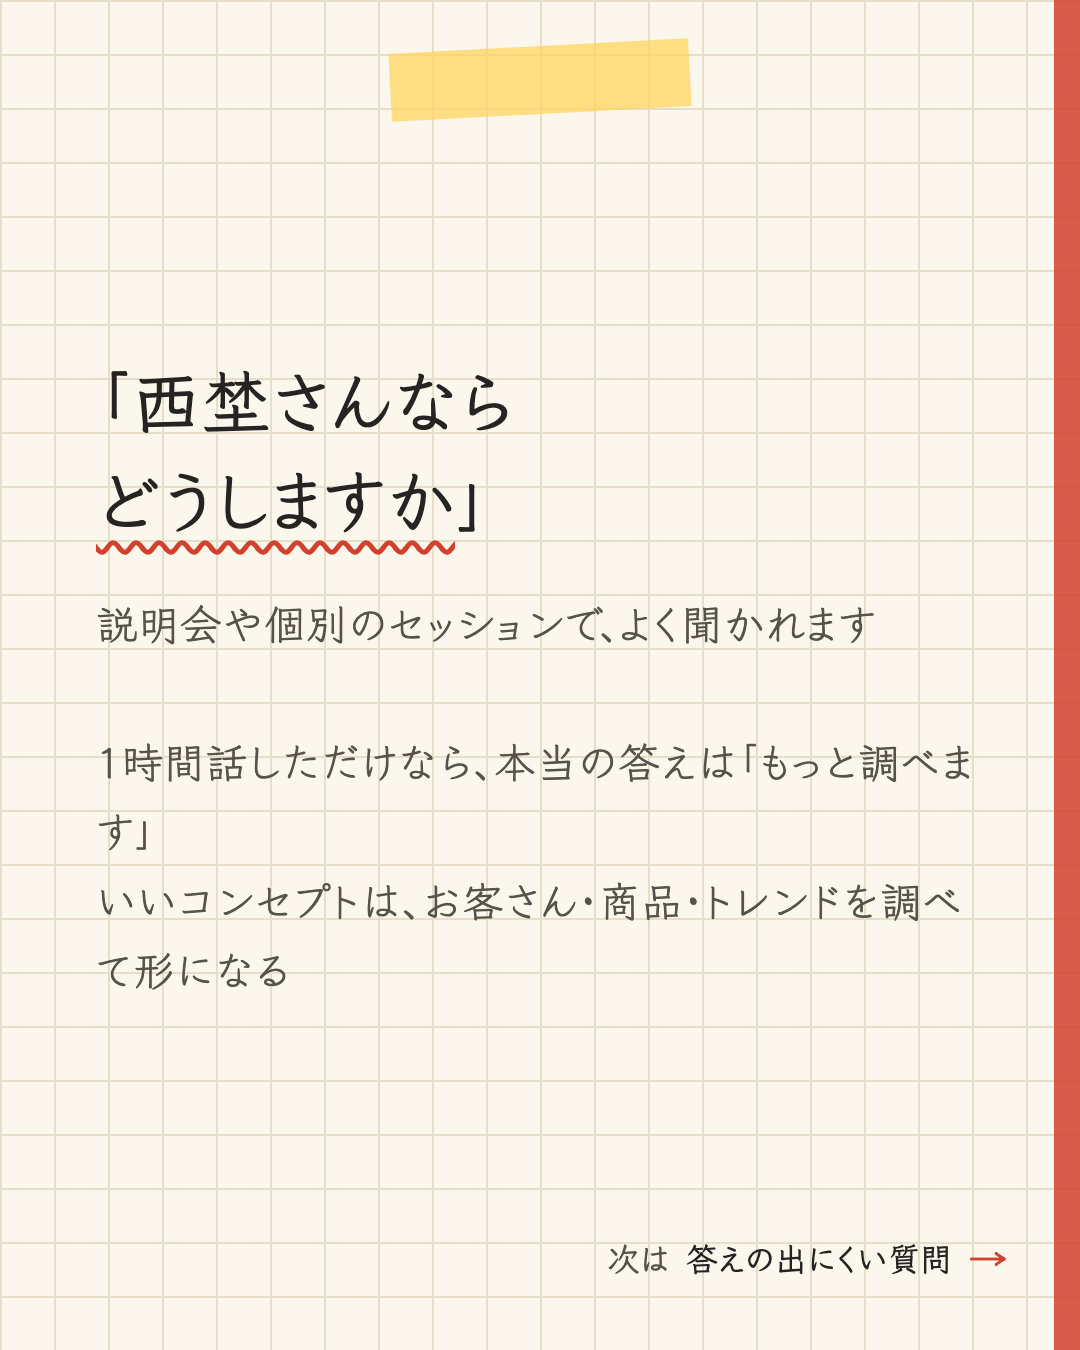 「西埜さんなら
どうしますか」
説明会や個別のセッションで、よく聞かれます
1時間話しただけなら、本当の答えは「もっと調べま
す」
いいコンセプトは、お客さん・商品・トレンドを調べ
て形になる
次は 答えの出にくい質問 →